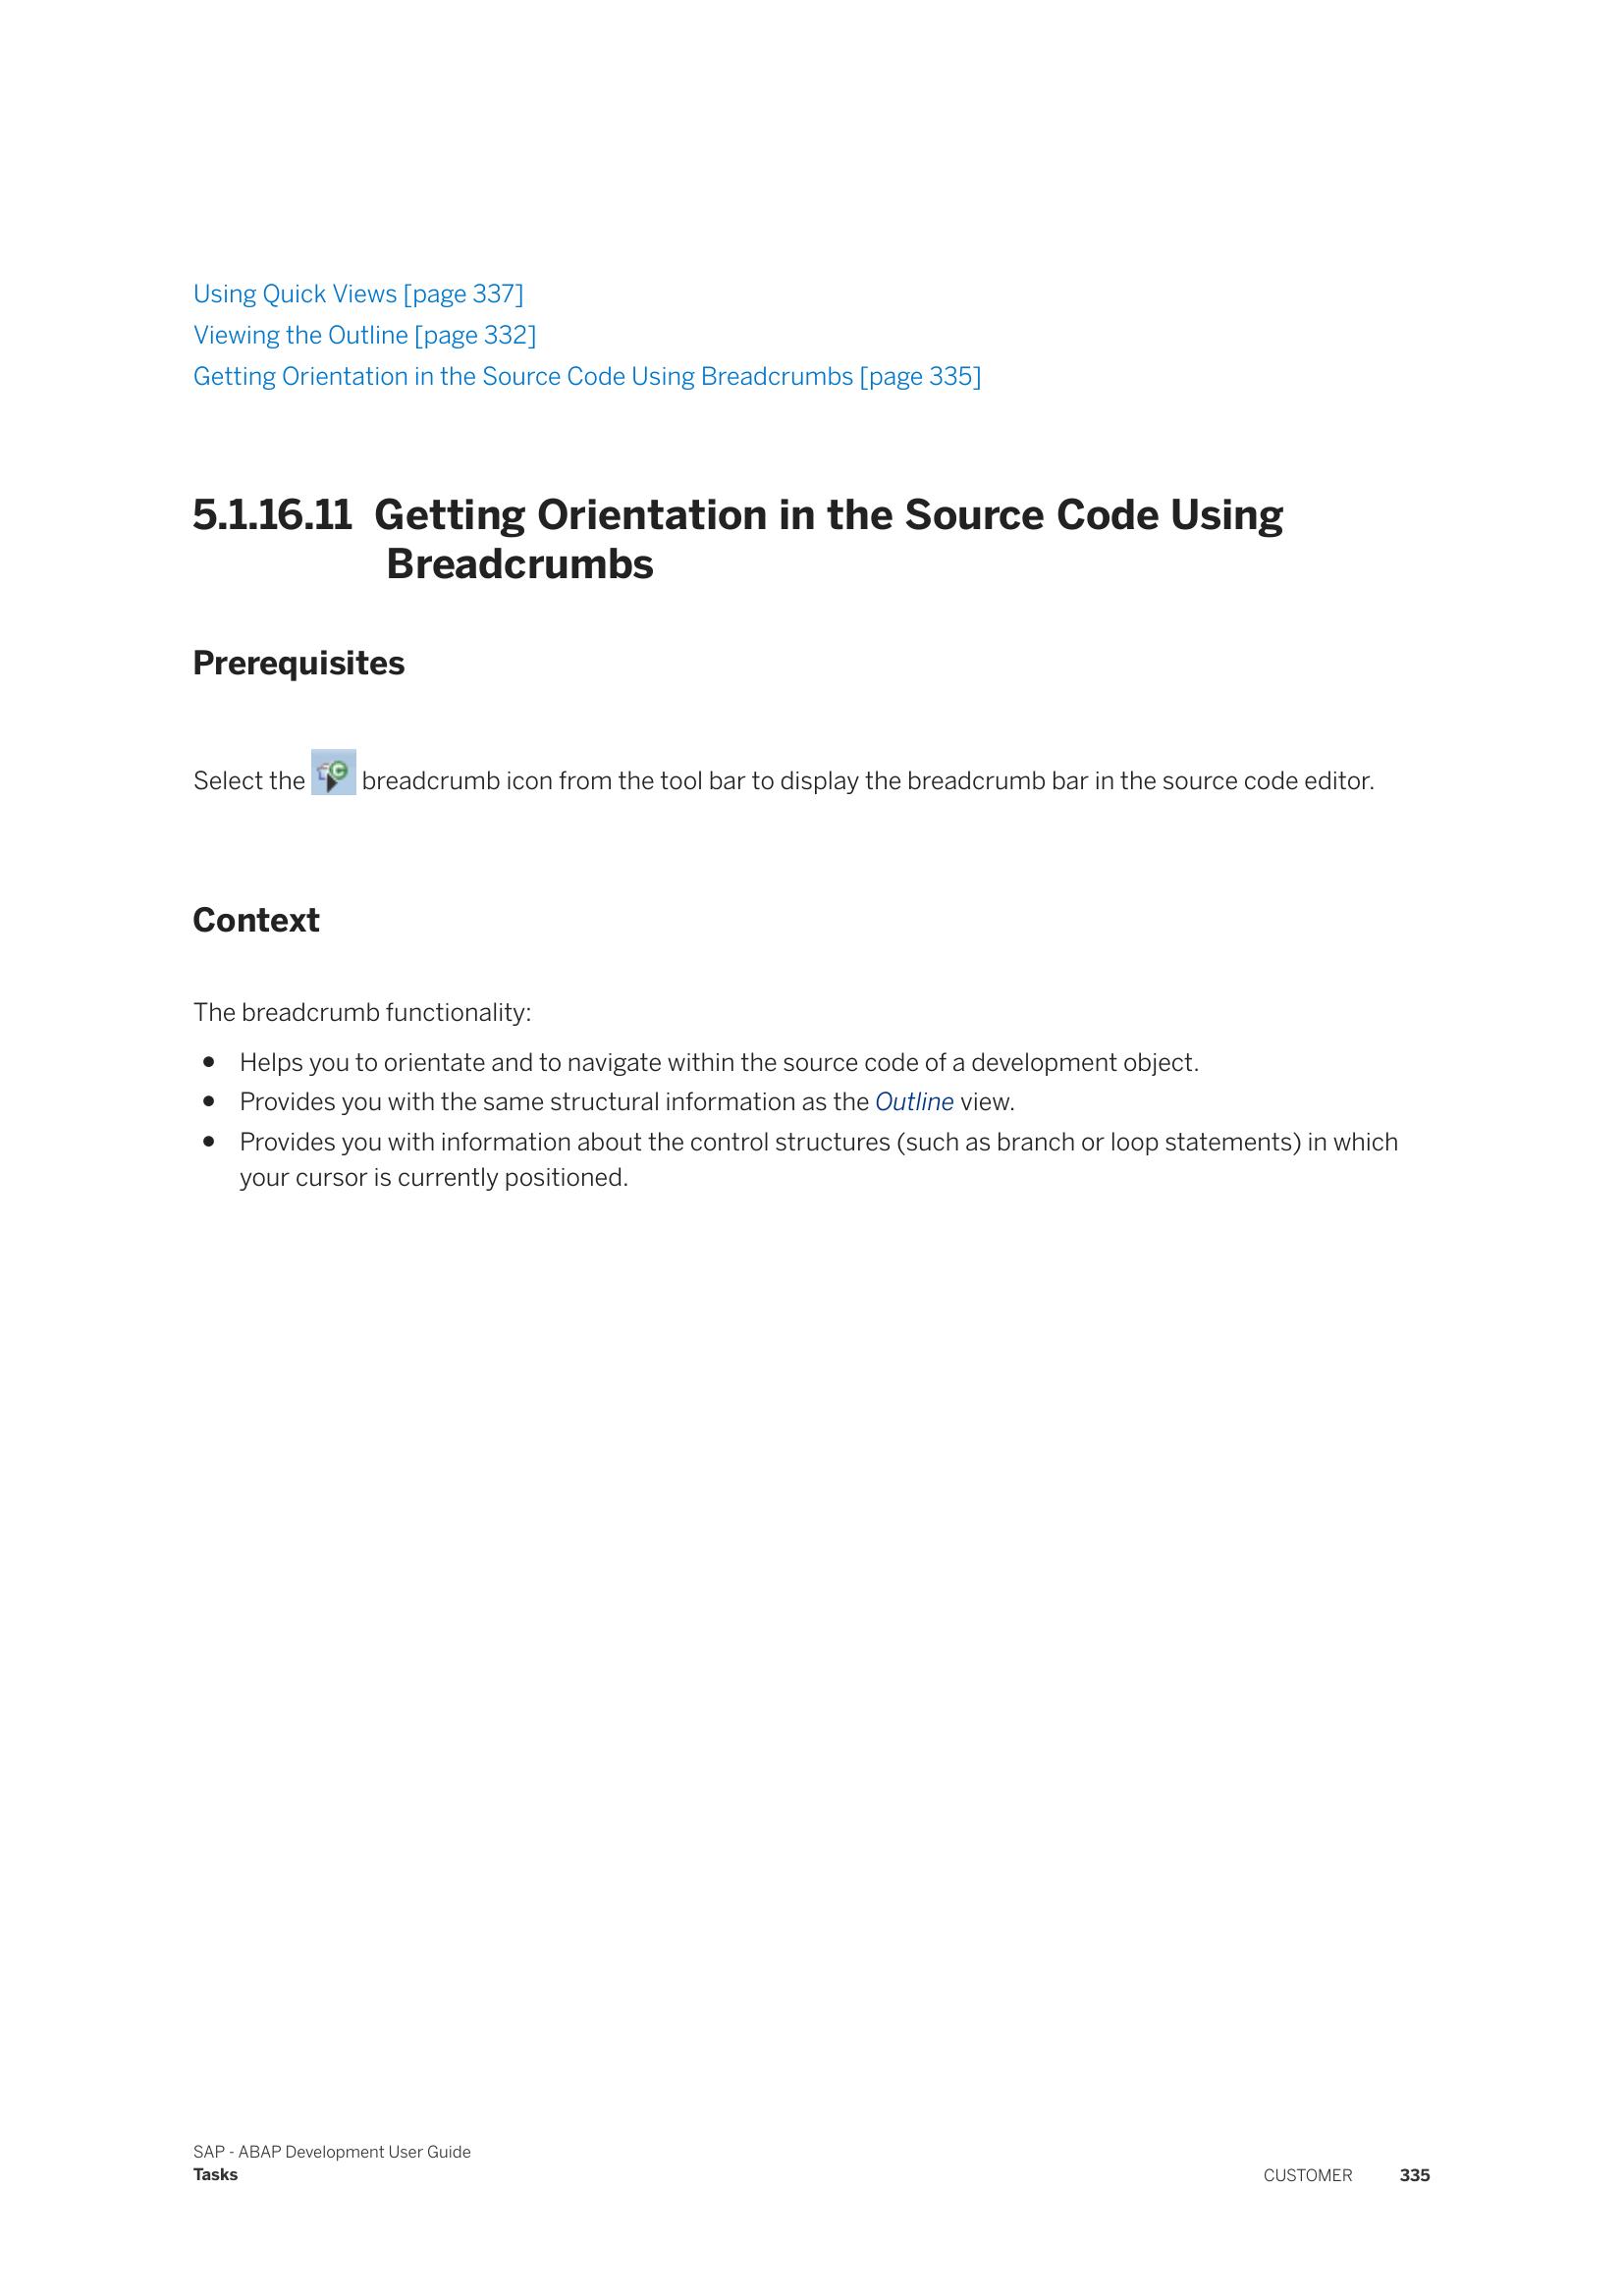 Using Quick Views [page 337]
Viewing the Outline [page 332]
Getting Orientation in the Source Code Using Breadcrumbs [page 335]
5.1.16.11 Getting Orientation in the Source Code Using
Breadcrumbs
Prerequisites
Select the breadcrumb icon from the tool bar to display the breadcrumb bar in the source code editor.
Context
The breadcrumb functionality:
● Helps you to orientate and to navigate within the source code of a development object.
● Provides you with the same structural information as the Outline view.
● Provides you with information about the control structures (such as branch or loop statements) in which
your cursor is currently positioned.
SAP - ABAP Development User Guide
Tasks
CUSTOMER 335